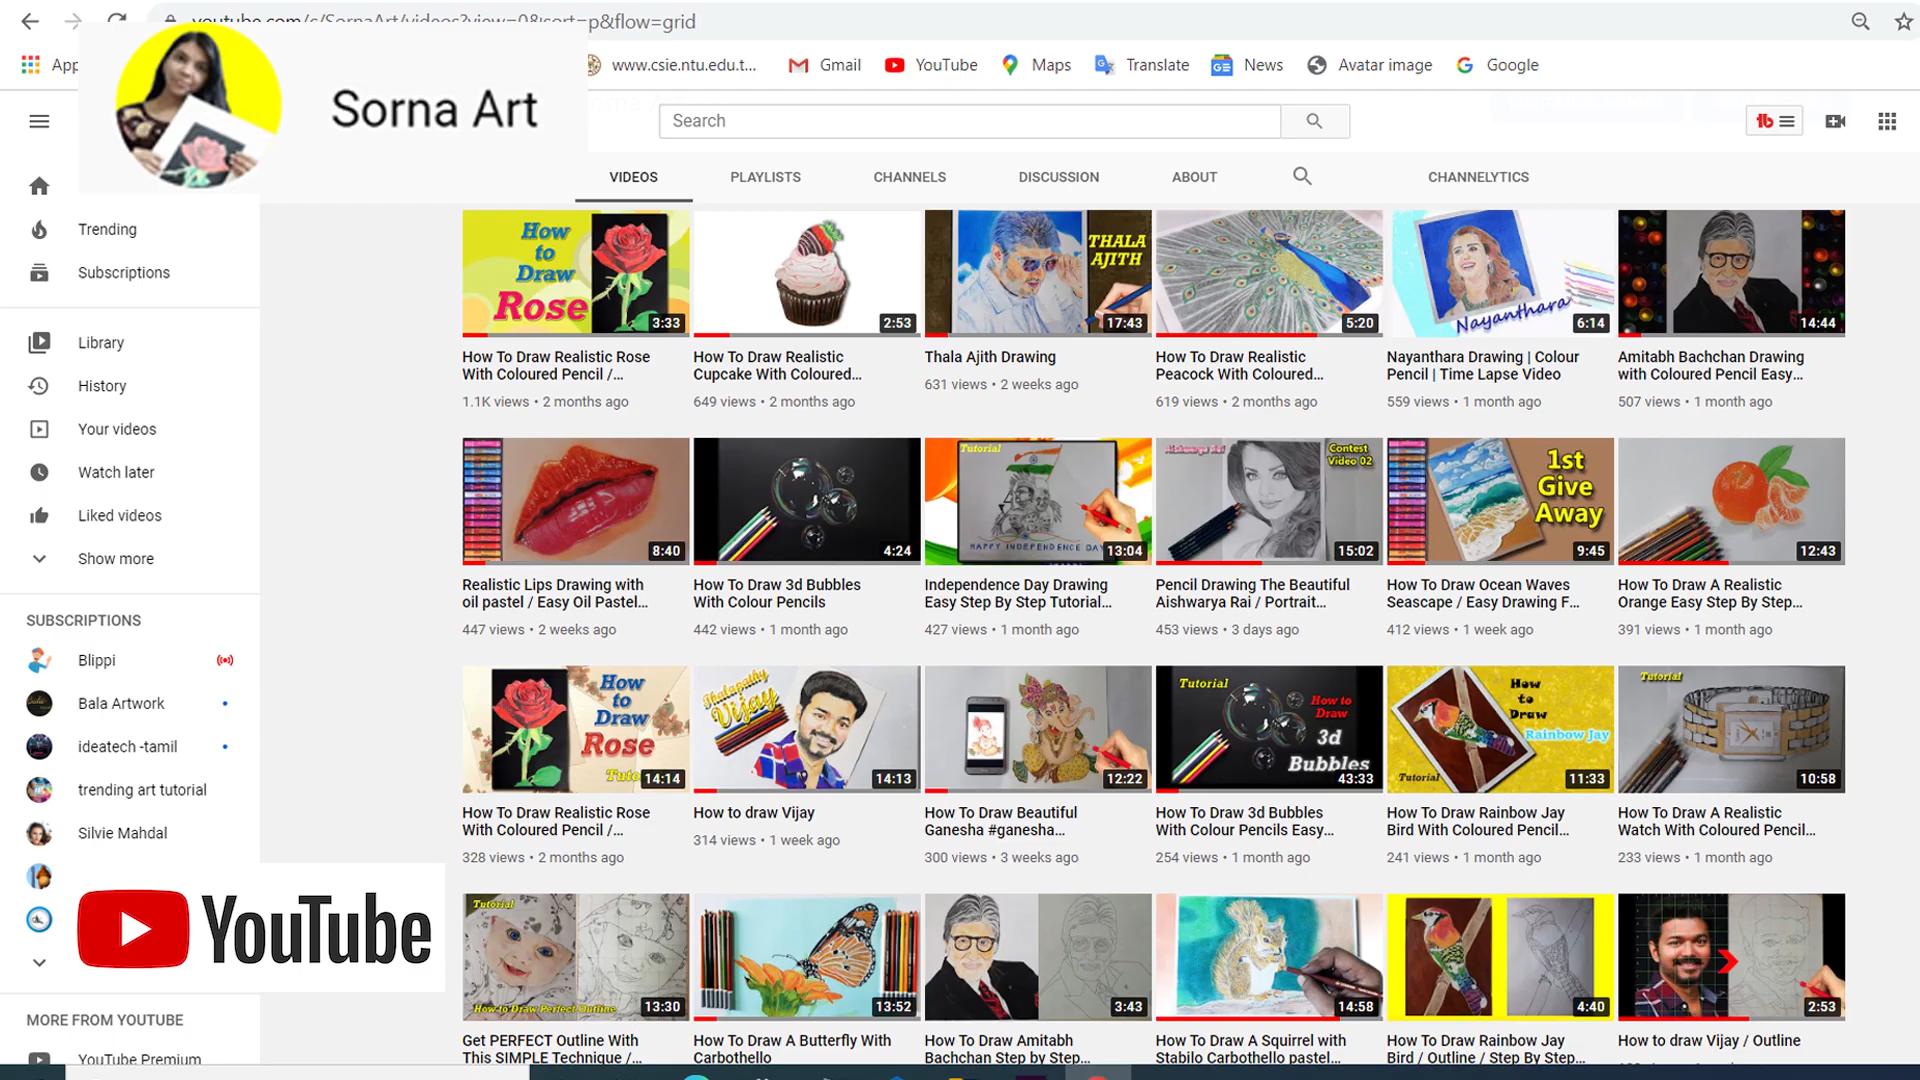 youtube.com/c/SornaArt/videos?view=0&sort=p&flow=grid
App
www.csie.ntu.edu.t...
Gmail
YouTube
Maps
Translate
News
Avatar image
Google
Sorna Art
Search
VIDEOS
PLAYLISTS
CHANNELS
DISCUSSION
ABOUT
CHANNELYTICS
Trending
Subscriptions
Library
History
Your videos
Watch later
Liked videos
Show more
SUBSCRIPTIONS
Blippi
Bala Artwork
ideatech -tamil
trending art tutorial
Silvie Mahdal
YouTube
MORE FROM YOUTUBE
YouTube Premium
How
to
Draw
Rose
3:33
How To Draw Realistic Rose
With Coloured Pencil /...
1.1K views • 2 months ago
2:53
How To Draw Realistic
Cupcake With Coloured...
649 views • 2 months ago
THALA
AJITH
17:43
Thala Ajith Drawing
631 views • 2 weeks ago
5:20
How To Draw Realistic
Peacock With Coloured...
619 views • 2 months ago
Nayanthara
6:14
Nayanthara Drawing | Colour
Pencil | Time Lapse Video
559 views • 1 month ago
14:44
Amitabh Bachchan Drawing
with Coloured Pencil Easy...
507 views • 1 month ago
8:40
Realistic Lips Drawing with
oil pastel / Easy Oil Pastel...
447 views • 2 weeks ago
4:24
How To Draw 3d Bubbles
With Colour Pencils
442 views • 1 month ago
Tutorial
HAPPY INDEPENDENCE DAY
13:04
Independence Day Drawing
Easy Step By Step Tutorial...
427 views • 1 month ago
Aishwarya Rai
Contest
Video 02
15:02
Pencil Drawing The Beautiful
Aishwarya Rai / Portrait...
453 views • 3 days ago
1st
Give
Away
9:45
How To Draw Ocean Waves
Seascape / Easy Drawing F...
412 views • 1 week ago
12:43
How To Draw A Realistic
Orange Easy Step By Step...
391 views • 1 month ago
How
to
Draw
Rose
Tuto
14:14
How To Draw Realistic Rose
With Coloured Pencil /...
328 views • 2 months ago
Thalapathy
Vijay
14:13
How to draw Vijay
314 views • 1 week ago
12:22
How To Draw Beautiful
Ganesha #ganesha...
300 views • 3 weeks ago
Tutorial
How to
Draw
3d
Bubbles
43:33
How To Draw 3d Bubbles
With Colour Pencils Easy...
254 views • 1 month ago
How
to
Draw
Rainbow Jay
Tutorial
11:33
How To Draw Rainbow Jay
Bird With Coloured Pencil...
241 views • 1 month ago
Tutorial
10:58
How To Draw A Realistic
Watch With Coloured Pencil...
233 views • 1 month ago
Tutorial
How to Draw Perfect Outline
13:30
Get PERFECT Outline With
This SIMPLE Technique /...
13:52
How To Draw A Butterfly With
Carbothello
3:43
How To Draw Amitabh
Bachchan Step by Step...
14:58
How To Draw A Squirrel with
Stabilo Carbothello pastel...
4:40
How To Draw Rainbow Jay
Bird / Outline / Step By Step...
2:53
How to draw Vijay / Outline